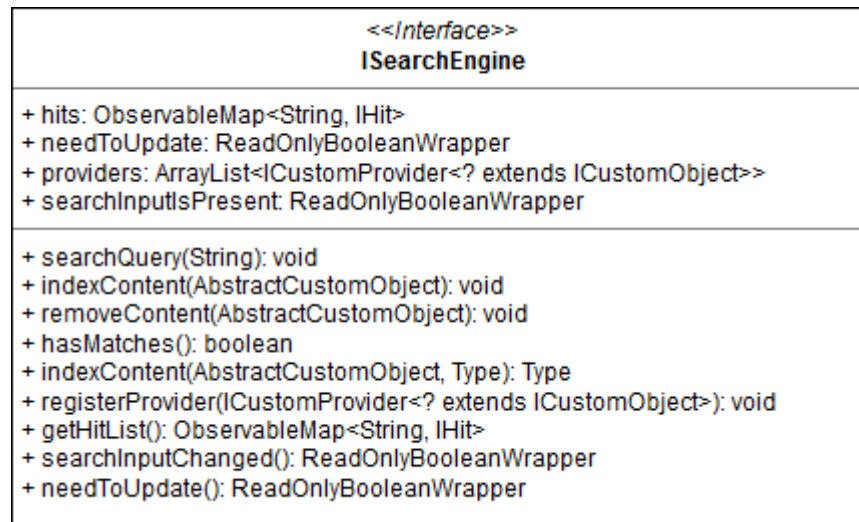 <<Interface>>
ISearchEngine
+ hits: ObservableMap<String, IHit>
+ needToUpdate: ReadOnlyBooleanWrapper
+ providers: ArrayList<ICustomProvider<? extends ICustomObject>>
+ searchInputIsPresent: ReadOnlyBooleanWrapper
+ searchQuery(String): void
+ indexContent(AbstractCustomObject): void
+ removeContent(AbstractCustomObject): void
+ hasMatches(): boolean
+ indexContent(AbstractCustomObject, Type): Type
+ registerProvider(ICustomProvider<? extends ICustomObject>): void
+ getHitList(): ObservableMap<String, IHit>
+ searchInputChanged(): ReadOnlyBooleanWrapper
+ needToUpdate(): ReadOnlyBooleanWrapper